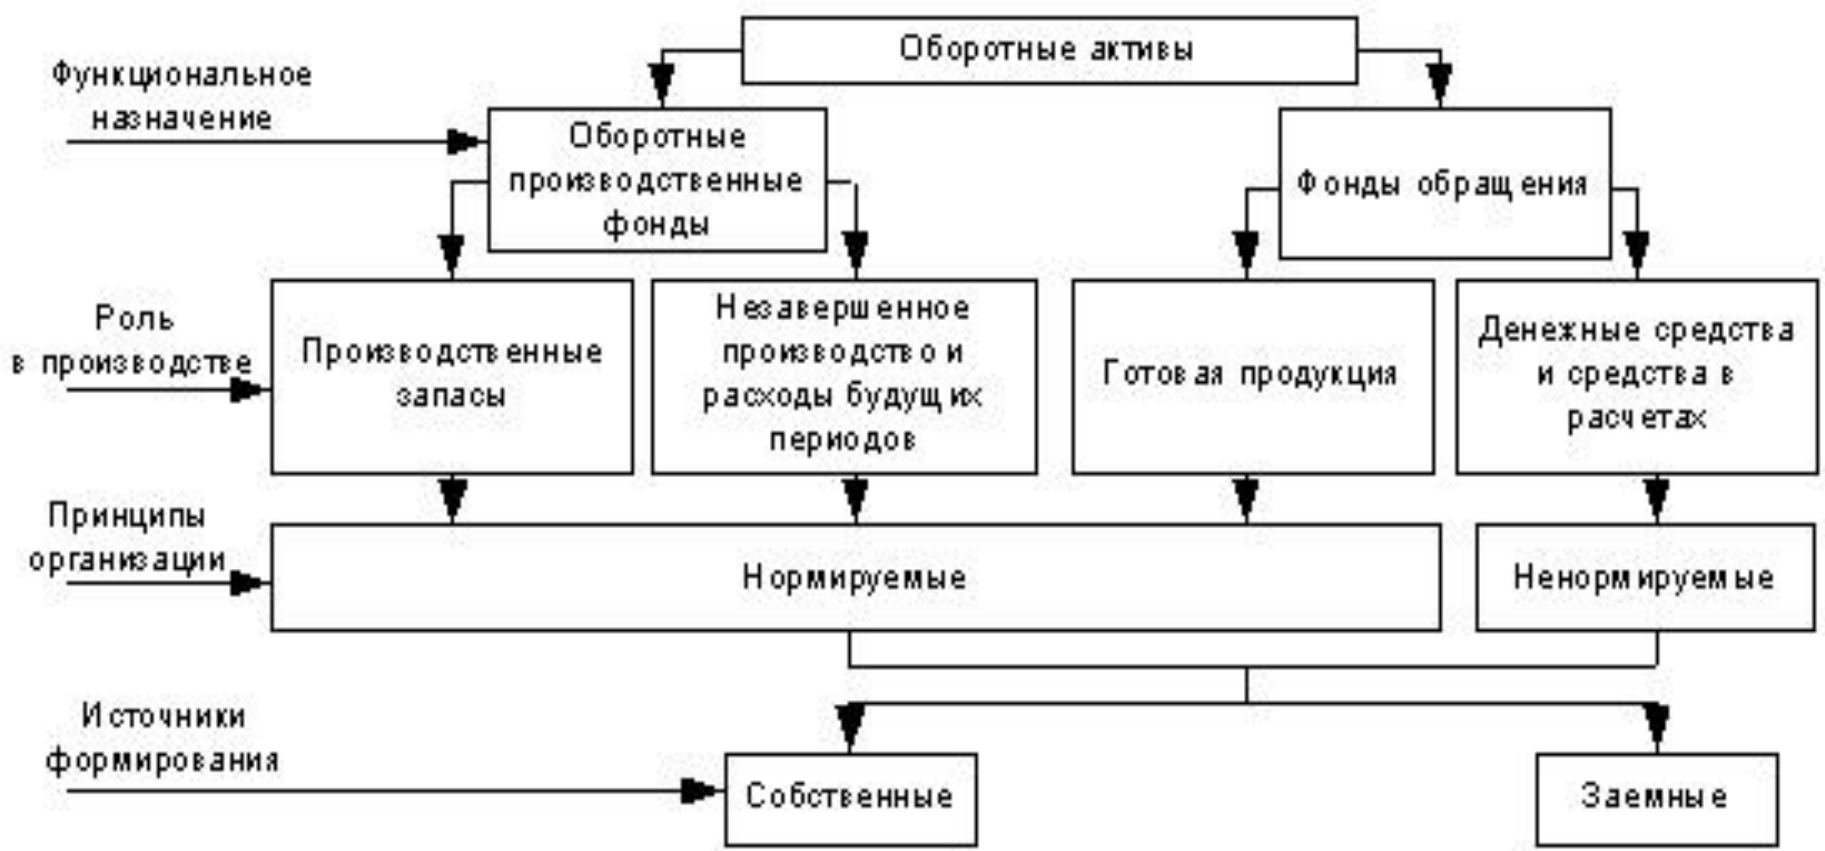 Оборотные активы
Функциональное
назначение
Оборотные
производственные
фонды
Фонды обращения
Роль
в производстве
Производственные
запасы
Незавершенное
производство и
расходы будущих
периодов
Готовая продукция
Денежные средства
и средства в
расчетах
Принципы
организации
Нормируемые
Ненормируемые
Источники
формирования
Собственные
Заемные